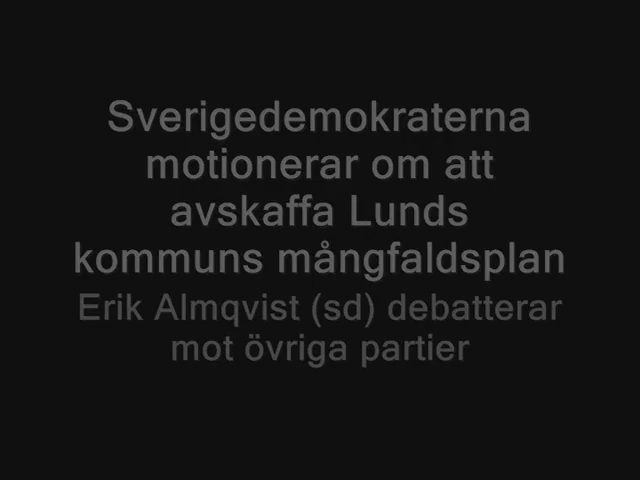 Sverigedemokraterna
motionerar om att
avskaffa Lunds
kommuns mångfaldsplan
Erik Almqvist (sd) debatterar
mot övriga partier